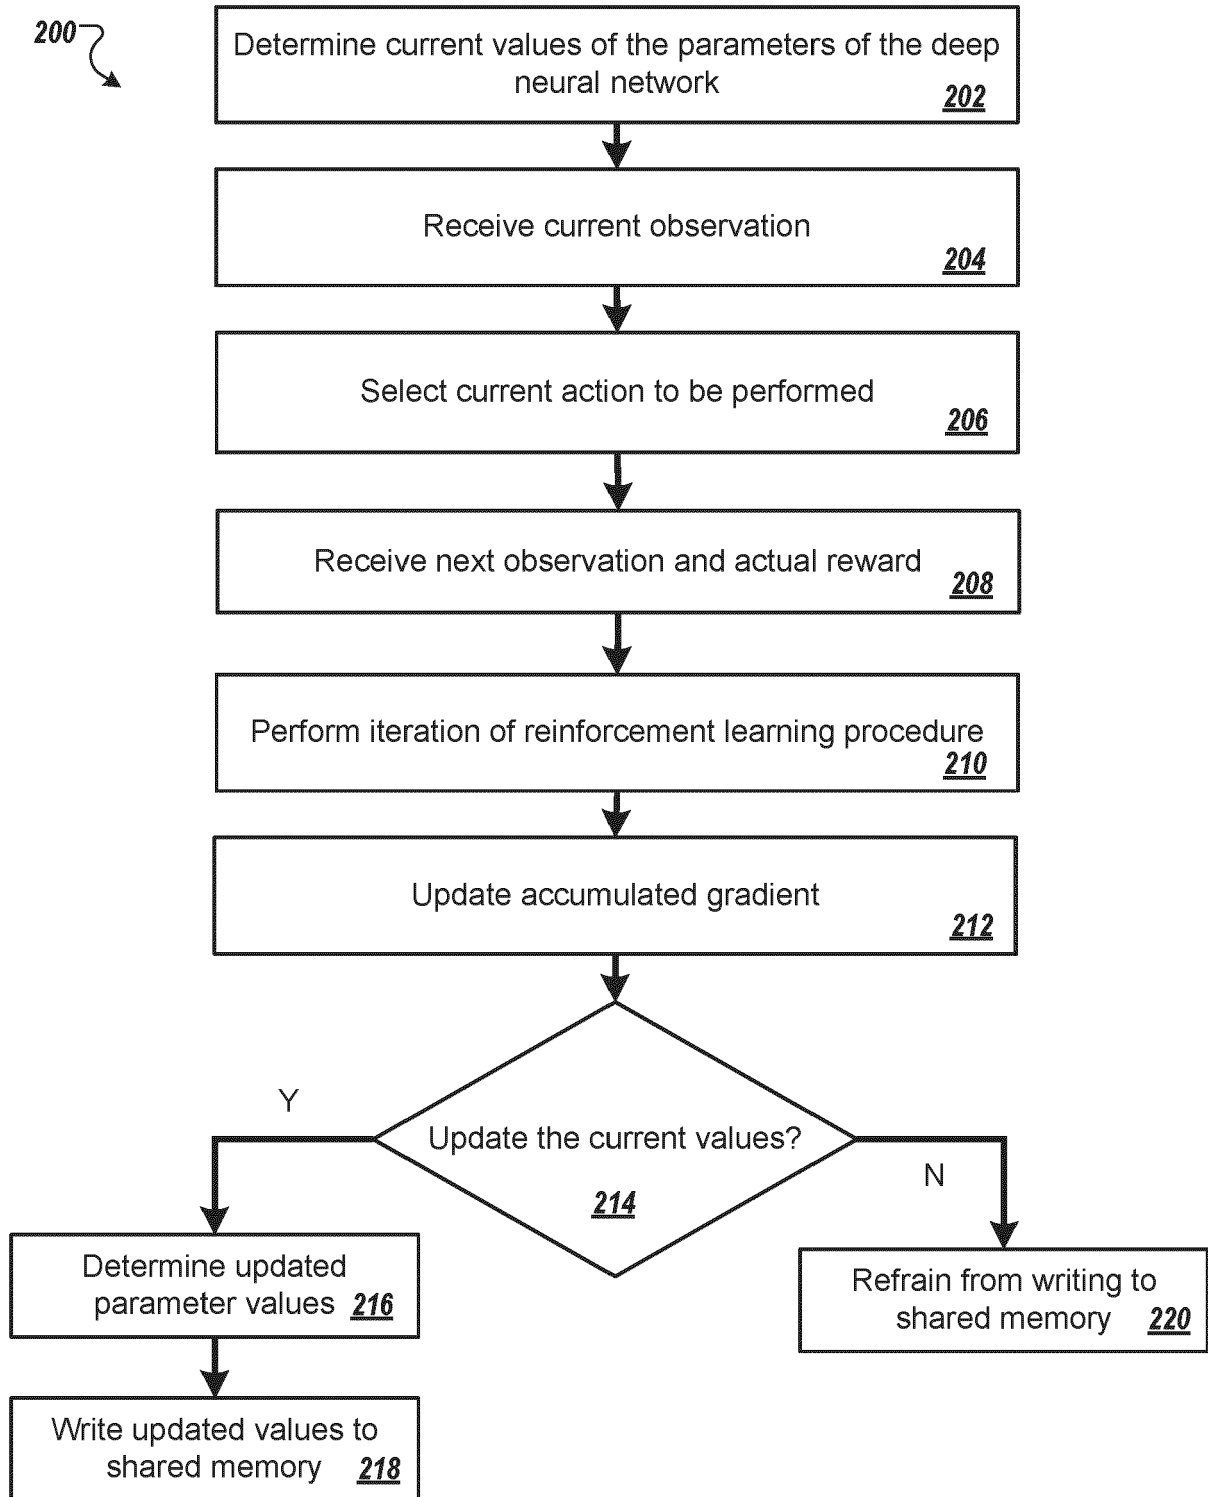 200
Determine current values of the parameters of the deep
neural network
202
Receive current observation
204
Select current action to be performed
206
Receive next observation and actual reward
208
Perform iteration of reinforcement learning procedure
210
Update accumulated gradient
212
Y
Update the current values?
N
214
Determine updated
parameter values 216
Refrain from writing to
shared memory 220
Write updated values to
shared memory 218